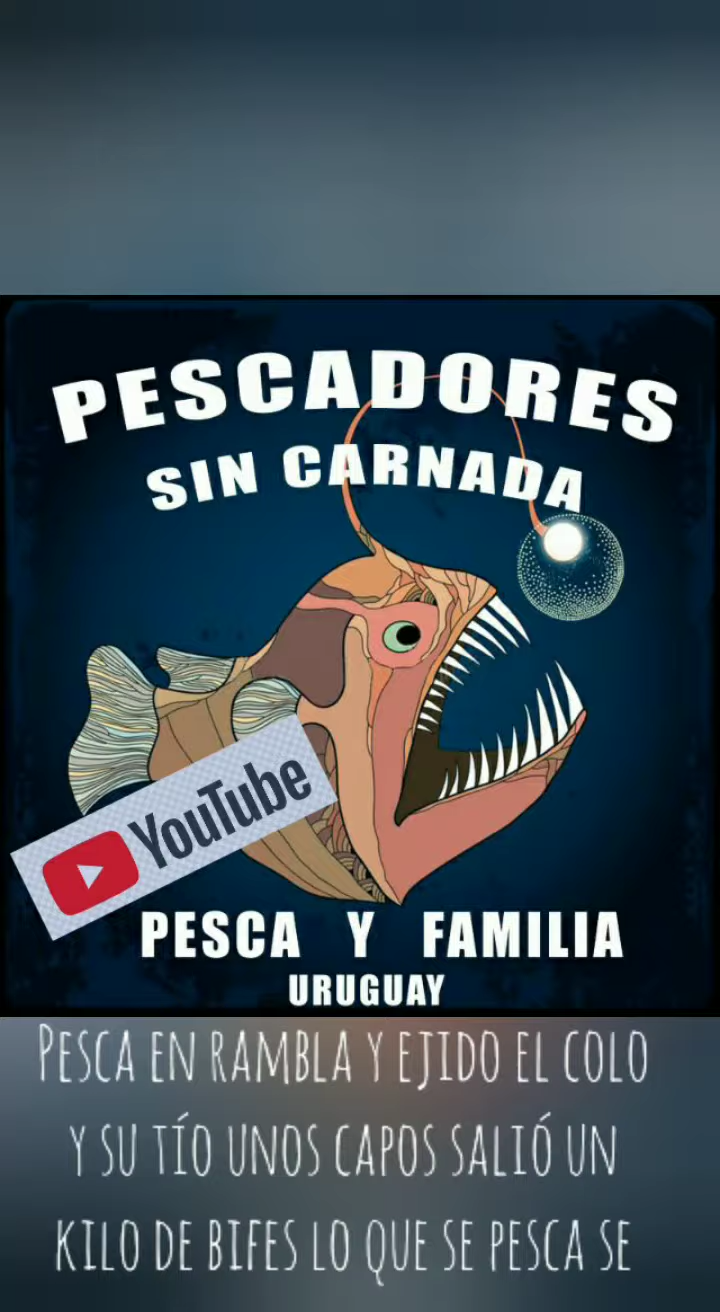 PESCADORES
SIN CARNADA
YouTube
PESCA Y FAMILIA
URUGUAY
PESCA EN RAMBLA Y EJIDO EL COLO
Y SU TÍO UNOS CAPOS SALIÓ UN
KILO DE BIFES LO QUE SE PESCA SE